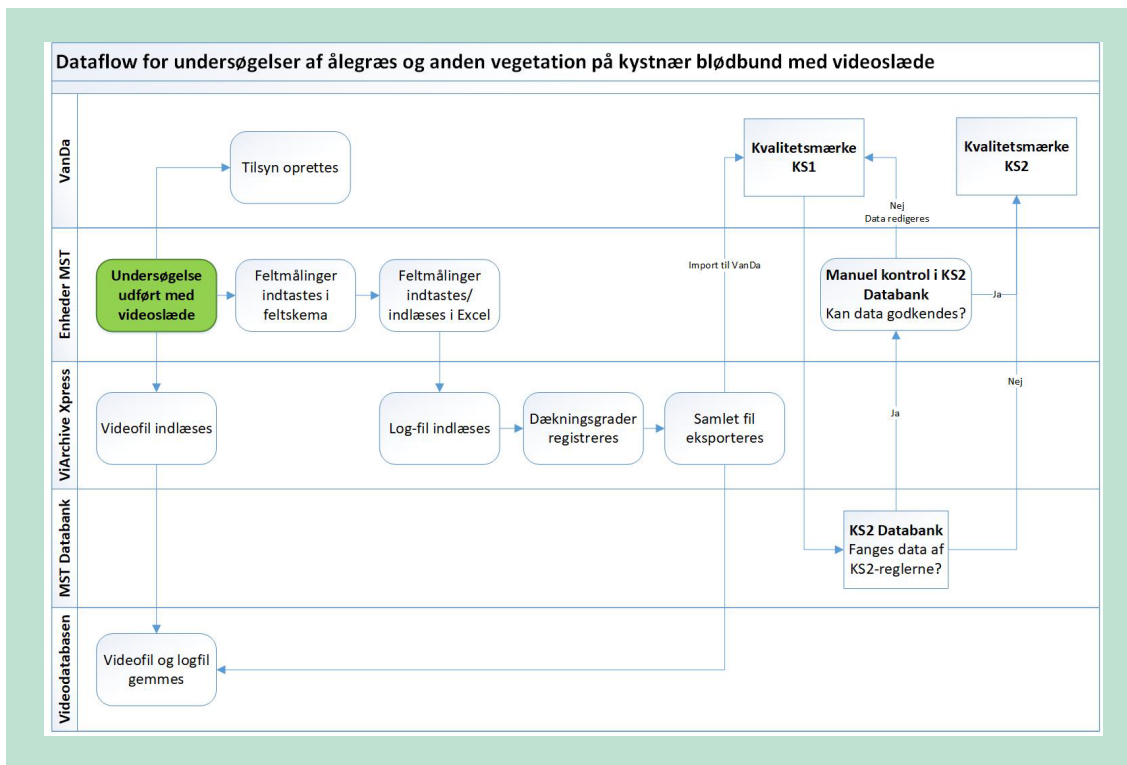 Dataflow for undersøgelser af ålegræs og anden vegetation på kystnær blødbund med videoslæde
VanDa
Tilsyn oprettes
Kvalitetsmærke
KS1
Kvalitetsmærke
KS2
Nej
Data redigeres
Enheder MST
Undersøgelse
udført med
videoslæde
Feltmålinger
indtastes i
feltskema
Feltmålinger
indtastes/
indlæses i Excel
Import til VanDa
Manuel kontrol i KS2
Databank
Kan data godkendes?
Ja
ViArchive Xpress
Videofil indlæses
Log-fil indlæses
Dækningsgrader
registreres
Samlet fil
eksporteres
Ja
Nej
MST Databank
KS2 Databank
Fanges data af
KS2-reglerne?
Videodatabasen
Videofil og logfil
gemmes